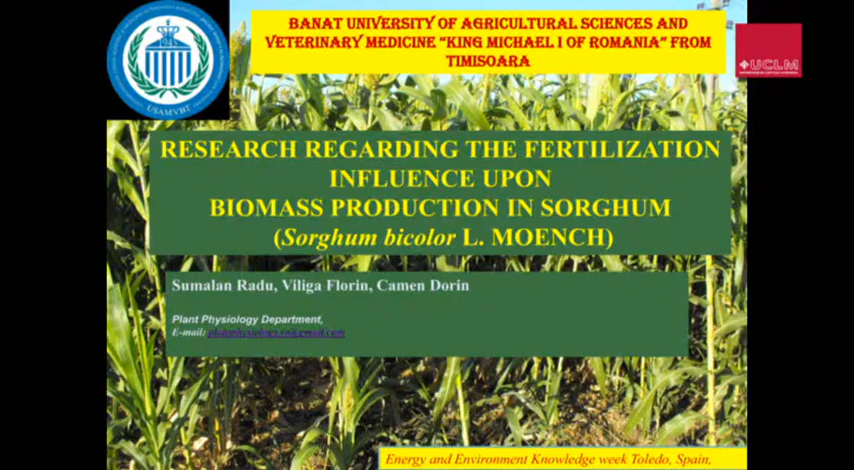 BANAT UNIVERSITY OF AGRICULTURAL SCIENCES AND
VETERINARY MEDICINE "KING MICHAEL I OF ROMANIA" FROM
TIMISOARA
USAMVBT
UCLM
RESEARCH REGARDING THE FERTILIZATION
INFLUENCE UPON
BIOMASS PRODUCTION IN SORGHUM
(Sorghum bicolor L. MOENCH)
Sumalan Radu, Viliga Florin, Camen Dorin
Plant Physiology Department,
E-mail:
Energy and Environment Knowledge week Toledo, Spain,